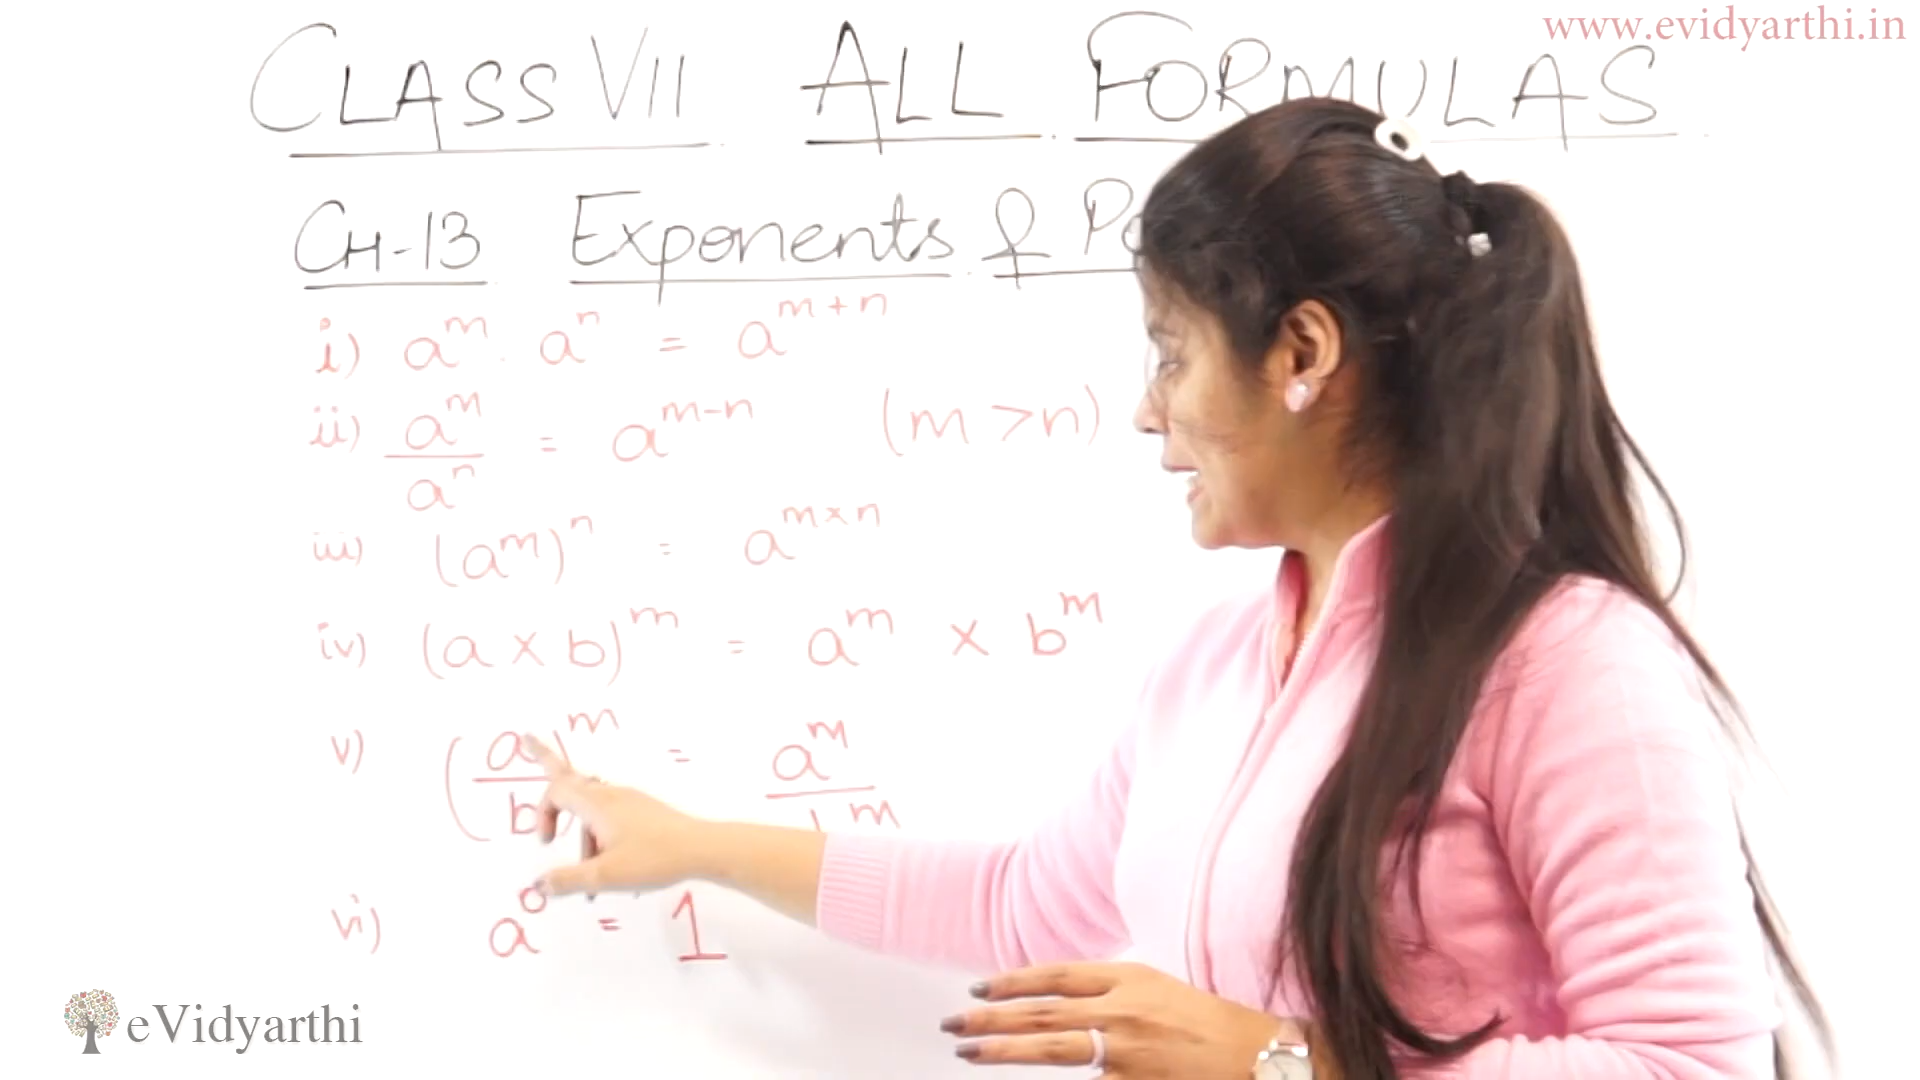 www.evidyarthi.in
CLASS VII ALL FORMULAS
CH-13 Exponents &
i) a^m . a^n = a^(m+n)
ii) a^m / a^n = a^(m-n) (m > n)
iii) (a^m)^n = a^(m×n)
iv) (a × b)^m = a^m × b^m
v) (a/b)^m = a^m / ^m
vi) a^0 = 1
eVidyarthi